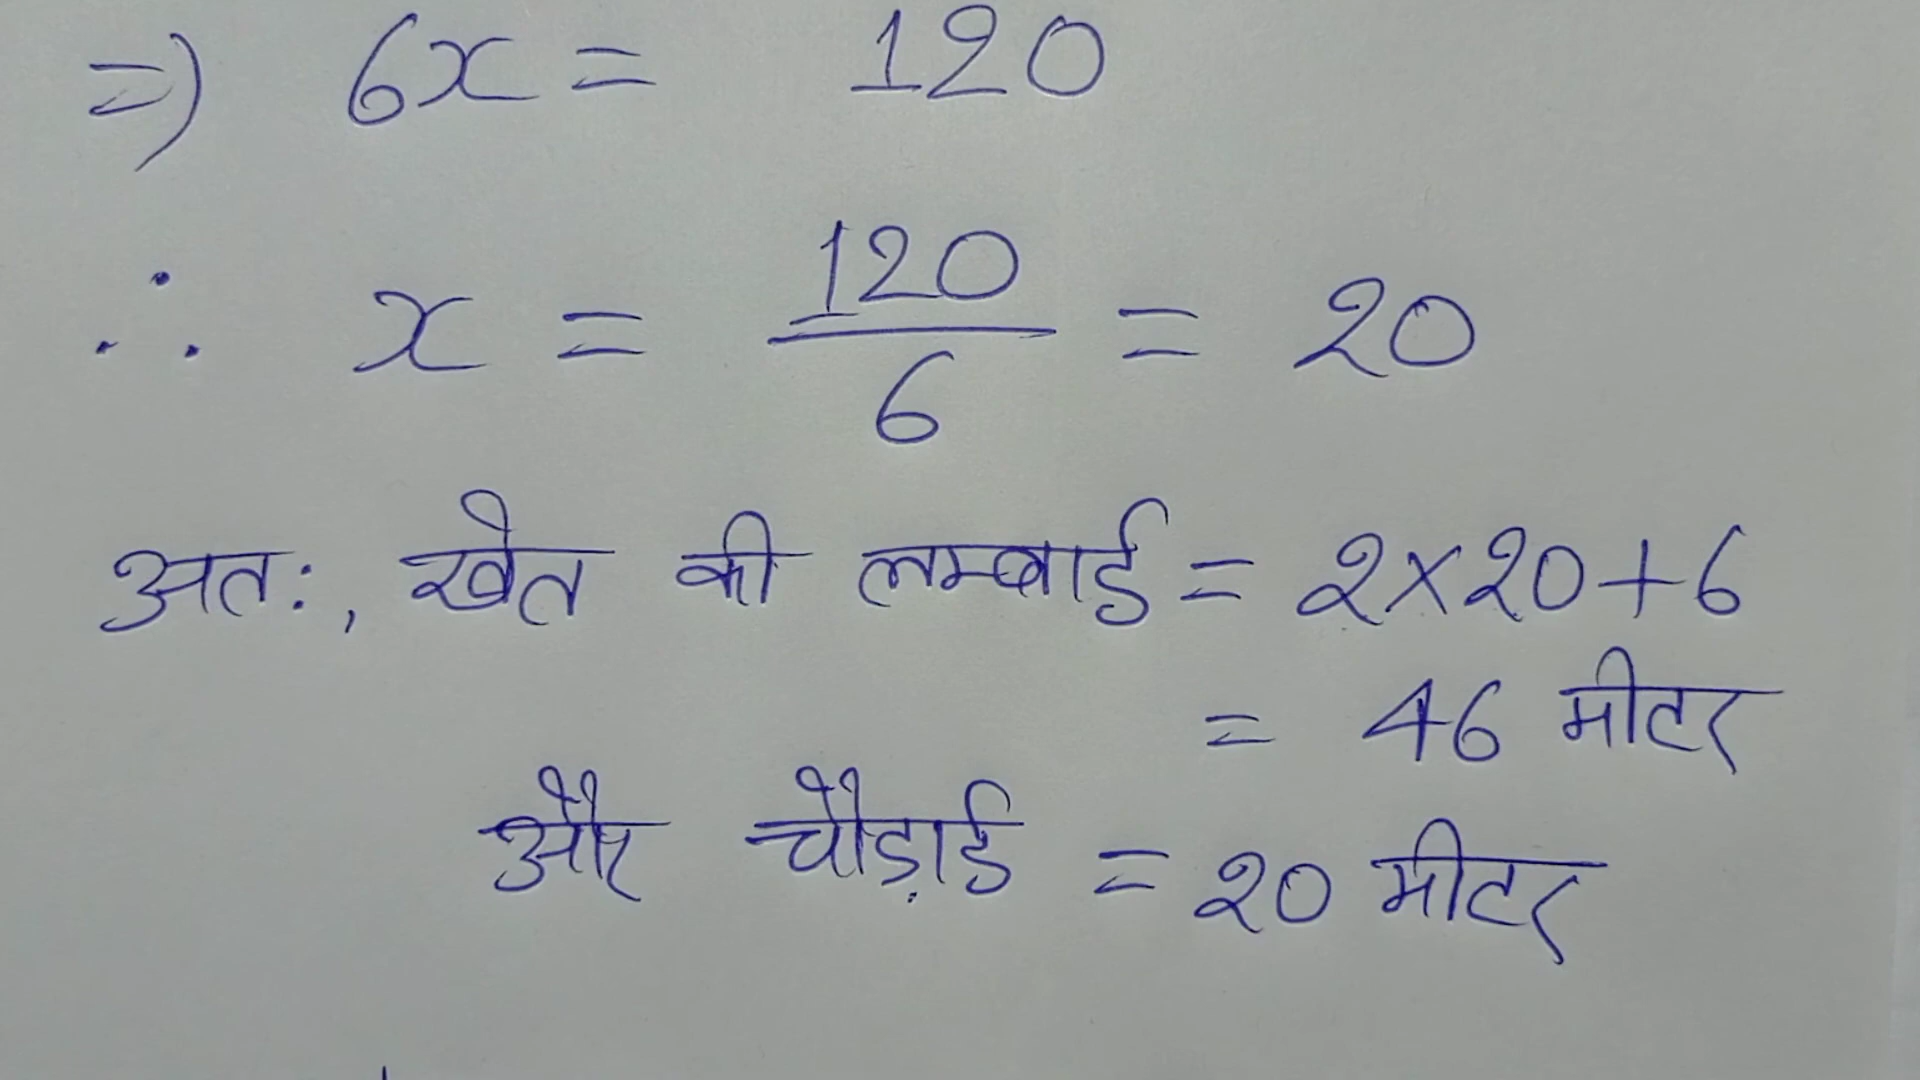 => 6x = 120
∴ x = 120/6 = 20
अतः, खेत की लम्बाई = 2×20+6
= 46 मीटर
और चौड़ाई = 20 मीटर